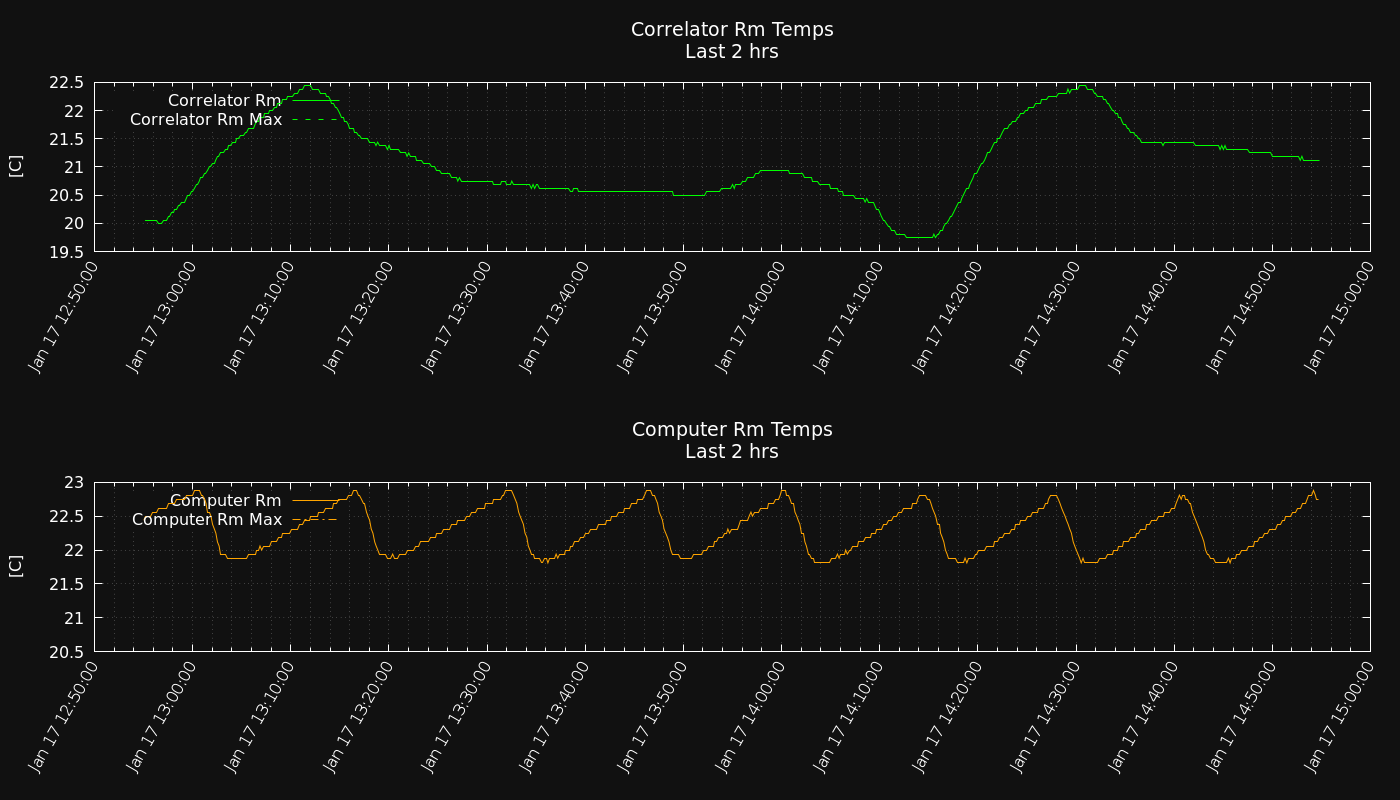 Correlator Rm Temps
Last 2 hrs
[C]
22.5
22
21.5
21
20.5
20
19.5
Correlator Rm
Correlator Rm Max
Jan 17 12:50:00
Jan 17 13:00:00
Jan 17 13:10:00
Jan 17 13:20:00
Jan 17 13:30:00
Jan 17 13:40:00
Jan 17 13:50:00
Jan 17 14:00:00
Jan 17 14:10:00
Jan 17 14:20:00
Jan 17 14:30:00
Jan 17 14:40:00
Jan 17 14:50:00
Jan 17 15:00:00
Computer Rm Temps
Last 2 hrs
[C]
23
22.5
22
21.5
21
20.5
Computer Rm
Computer Rm Max
Jan 17 12:50:00
Jan 17 13:00:00
Jan 17 13:10:00
Jan 17 13:20:00
Jan 17 13:30:00
Jan 17 13:40:00
Jan 17 13:50:00
Jan 17 14:00:00
Jan 17 14:10:00
Jan 17 14:20:00
Jan 17 14:30:00
Jan 17 14:40:00
Jan 17 14:50:00
Jan 17 15:00:00